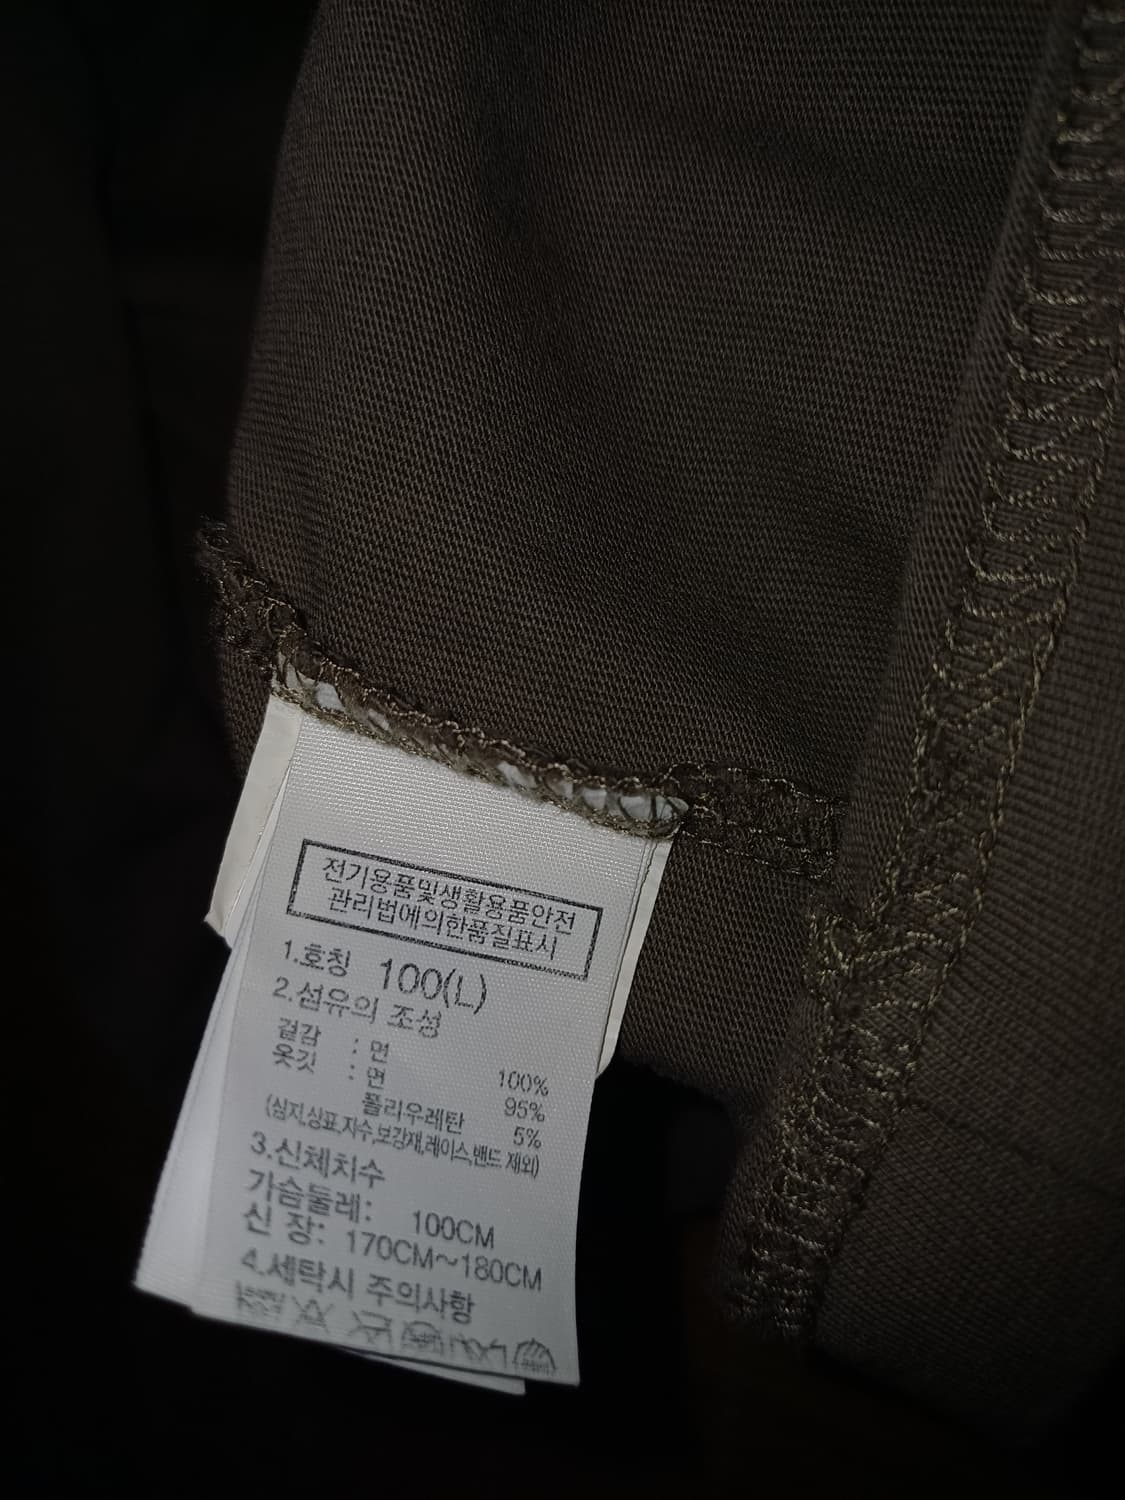 전기용품및생활용품안전
관리법에의한품질표시
1.호칭 100(L)
2.섬유의 조성
겉감 : 면 100%
옷깃 : 면 95%
폴리우레탄 5%
(심지,상표,자수,보강재,레이스,밴드 제외)
3.신체치수
가슴둘레: 100CM
신 장: 170CM~180CM
4.세탁시 주의사항